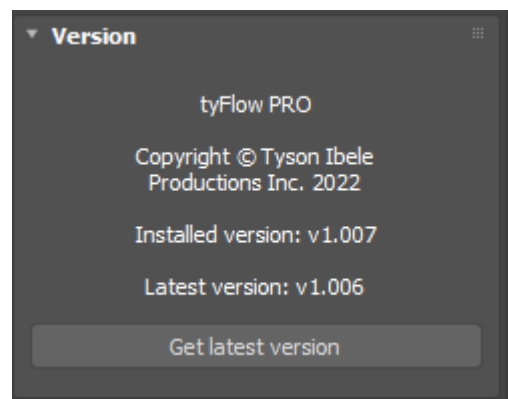 Version
tyFlow PRO
Copyright © Tyson Ibele
Productions Inc. 2022
Installed version: v1.007
Latest version: v1.006
Get latest version